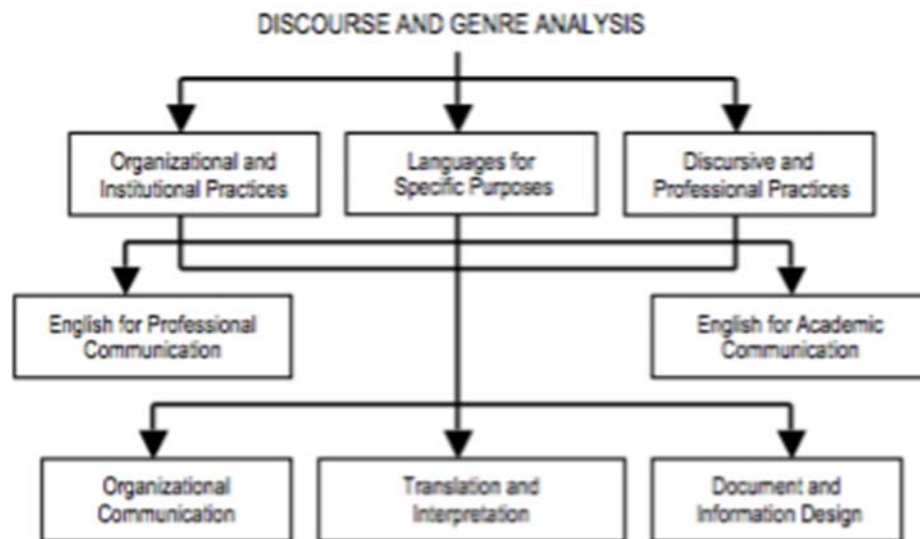 DISCOURSE AND GENRE ANALYSIS
Organizational and
Institutional Practices
Languages for
Specific Purposes
Discursive and
Professional Practices
English for Professional
Communication
English for Academic
Communication
Organizational
Communication
Translation and
Interpretation
Document and
Information Design